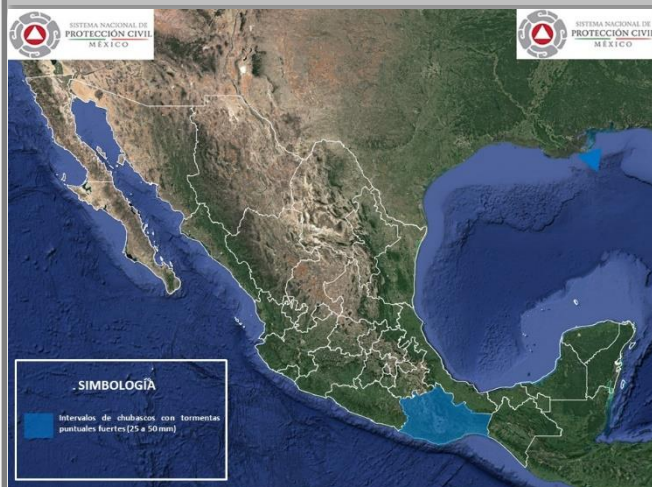 SISTEMA NACIONAL DE
PROTECCIÓN CIVIL
MÉXICO
SISTEMA NACIONAL DE
PROTECCIÓN CIVIL
MÉXICO
SIMBOLOGÍA
Intervalos de chubascos con tormentas
puntuales fuertes (25 a 50 mm)